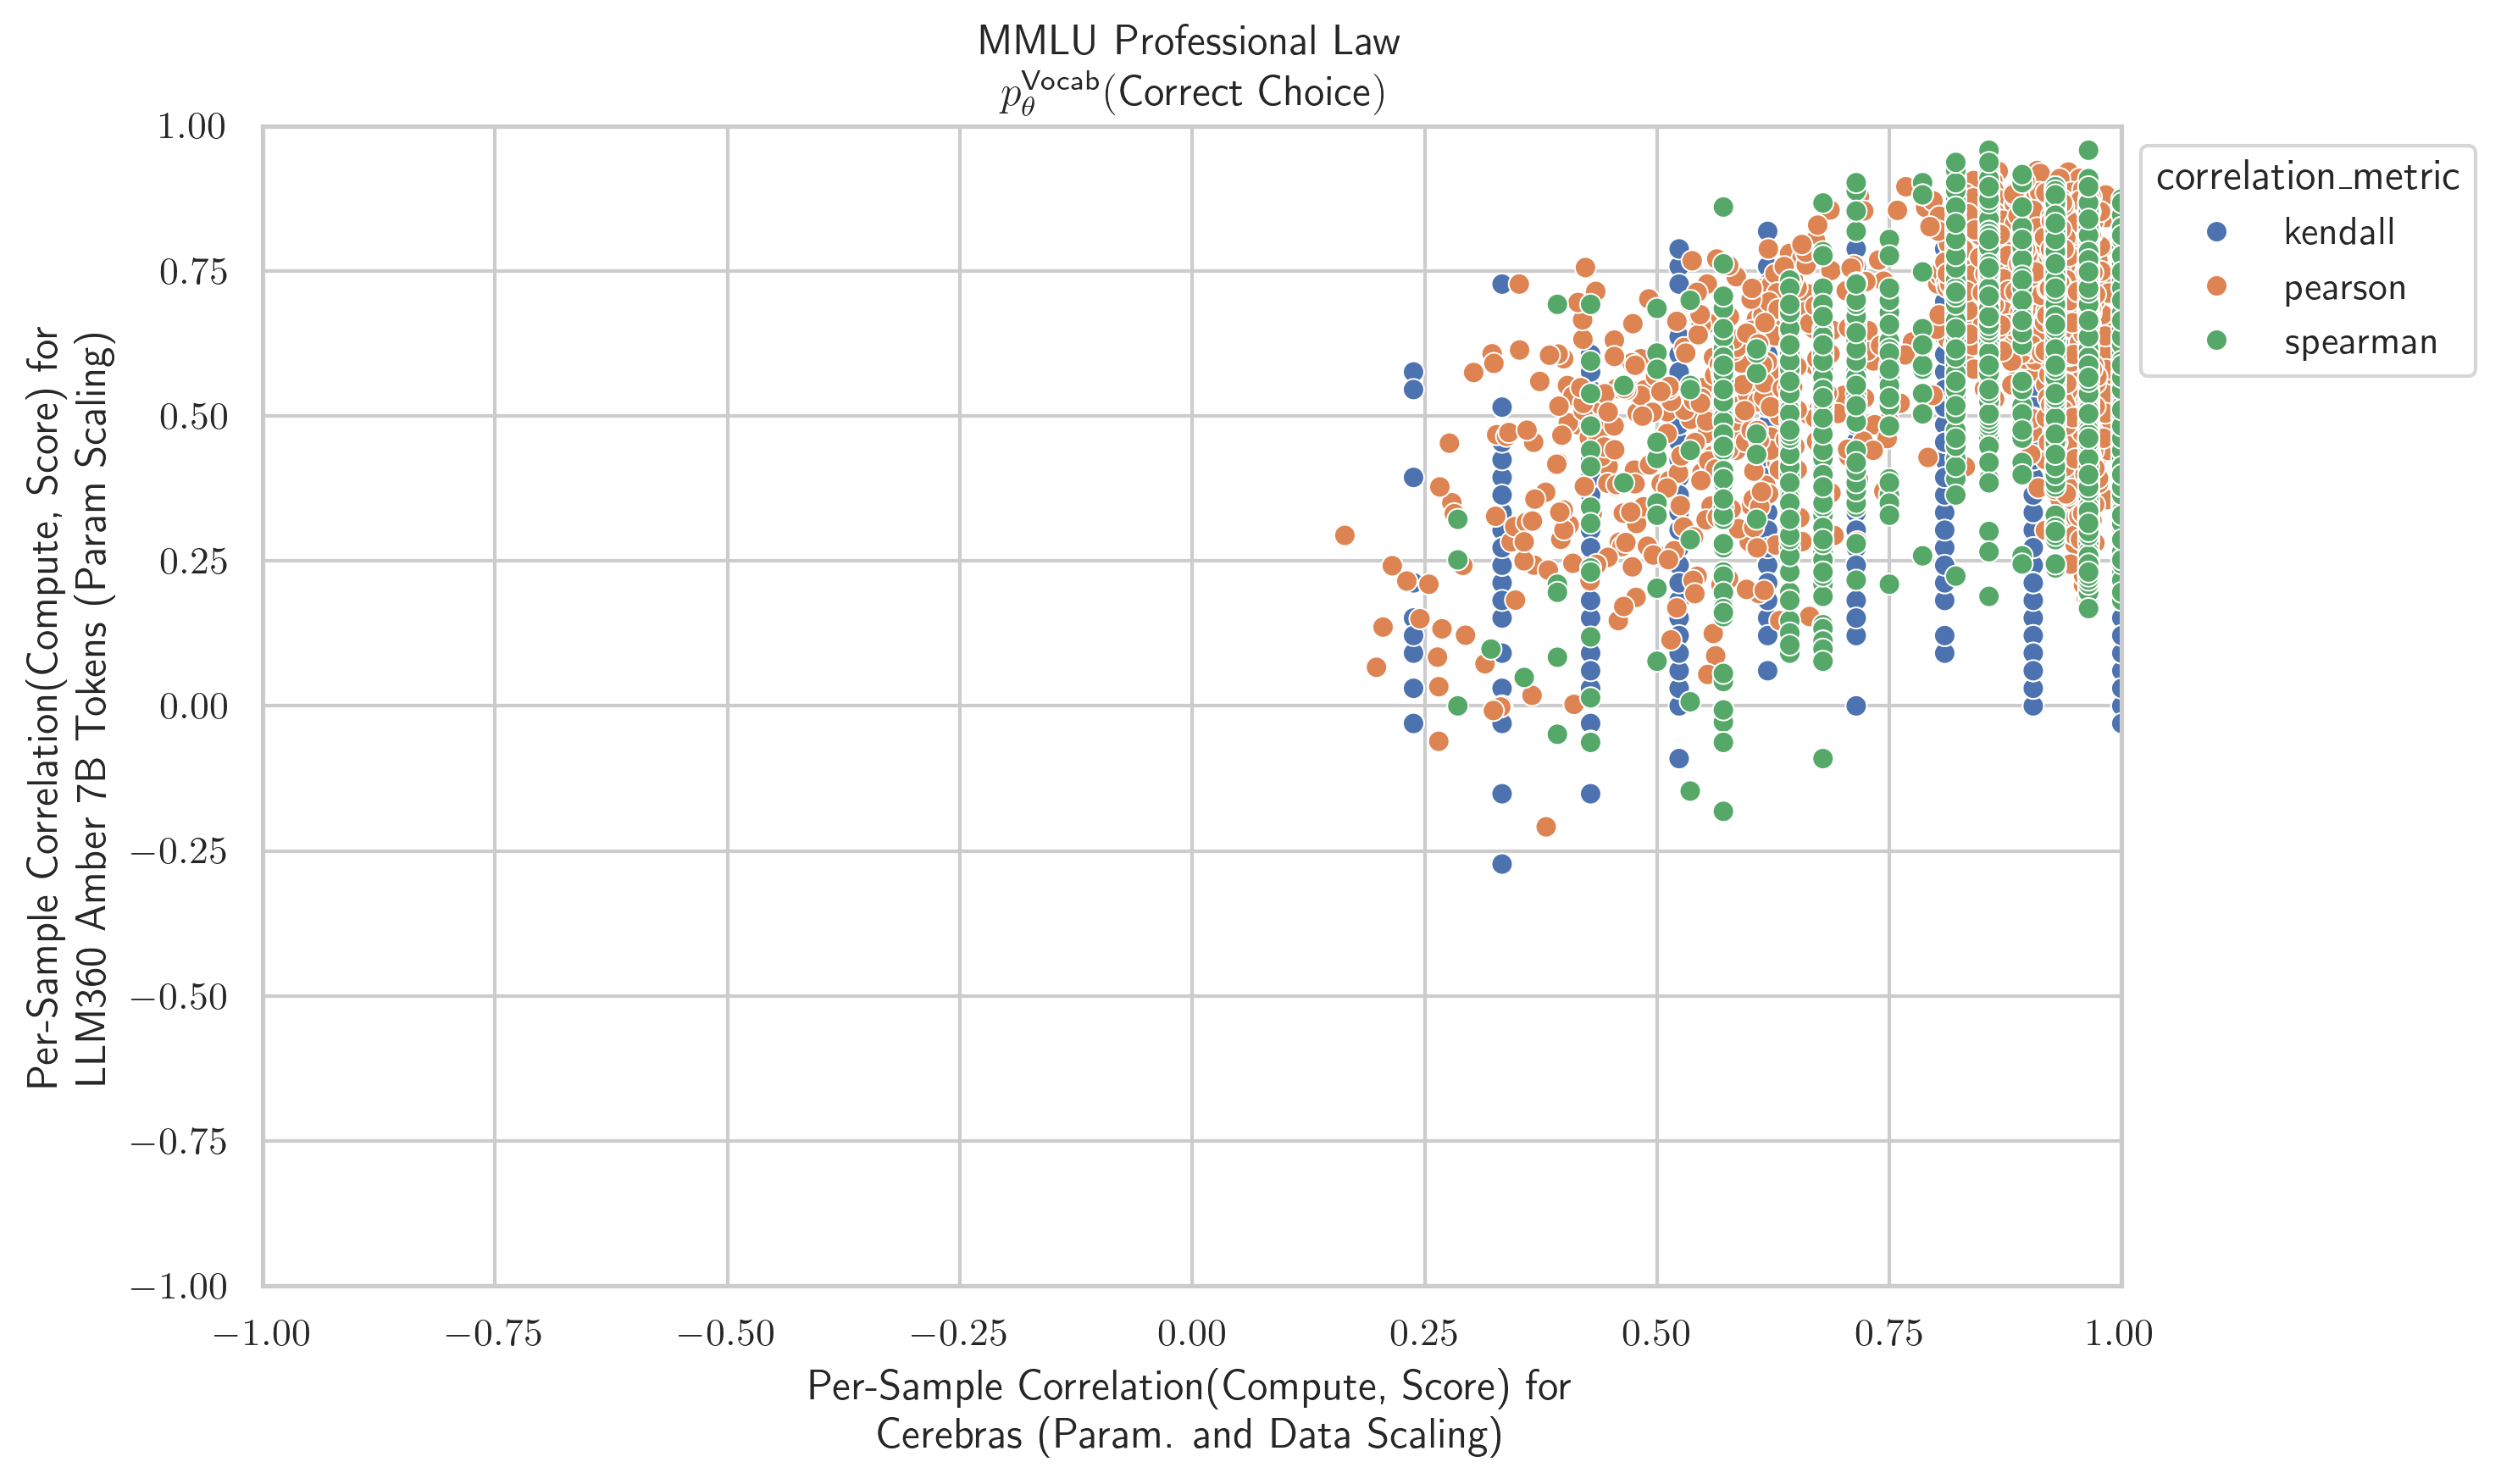 MMLU Professional Law
p_θ^Vocab(Correct Choice)
1.00
0.75
0.50
0.25
0.00
−0.25
−0.50
−0.75
−1.00
Per-Sample Correlation(Compute, Score) for
LLM360 Amber 7B Tokens (Param Scaling)
−1.00 −0.75 −0.50 −0.25 0.00 0.25 0.50 0.75 1.00
Per-Sample Correlation(Compute, Score) for
Cerebras (Param. and Data Scaling)
correlation_metric
kendall
pearson
spearman